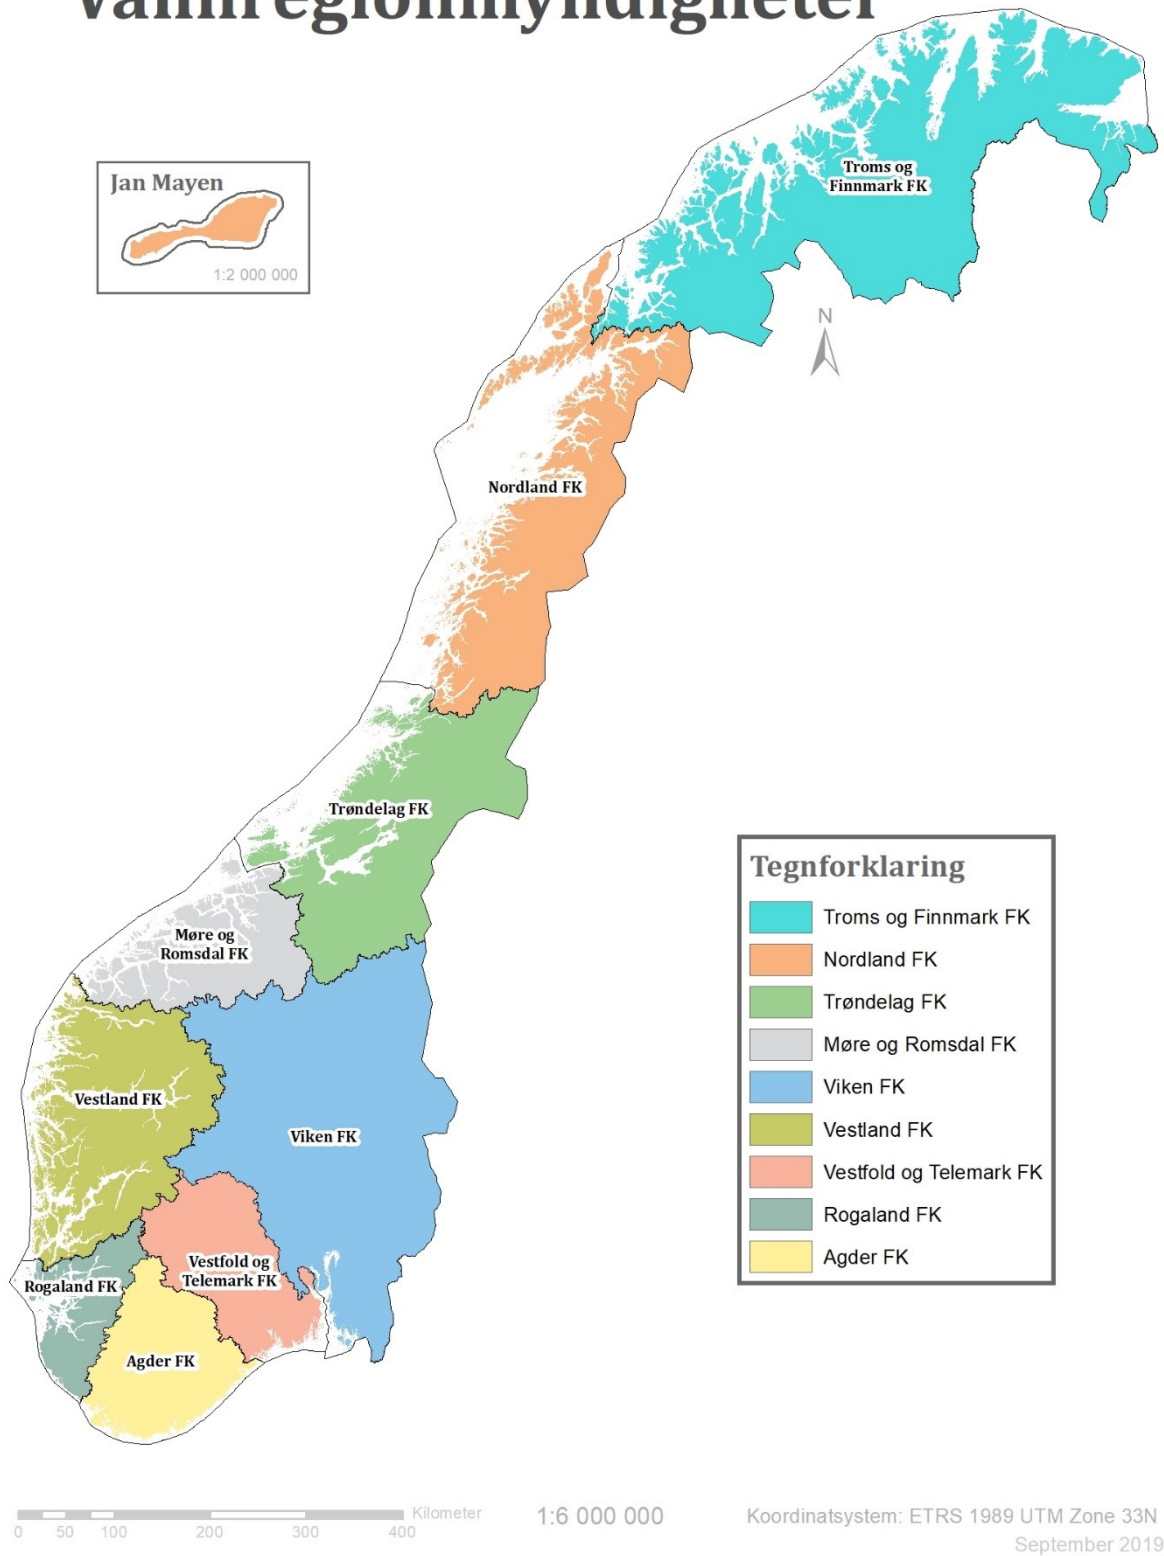 Vannregionmyndigheter
Jan Mayen
1:2 000 000
Troms og
Finnmark FK
N
Nordland FK
Trøndelag FK
Møre og
Romsdal FK
Vestland FK
Viken FK
Vestfold og
Telemark FK
Rogaland FK
Agder FK
Tegnforklaring
Troms og Finnmark FK
Nordland FK
Trøndelag FK
Møre og Romsdal FK
Viken FK
Vestland FK
Vestfold og Telemark FK
Rogaland FK
Agder FK
Kilometer
0 50 100 200 300 400
1:6 000 000
Koordinatsystem: ETRS 1989 UTM Zone 33N
September 2019